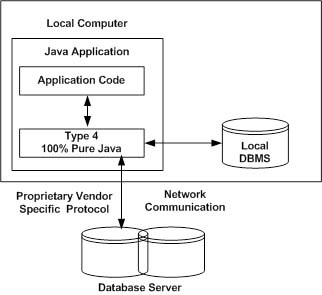 Local Computer
Java Application
Application Code
Type 4
100% Pure Java
Local
DBMS
Proprietary Vendor
Specific Protocol
Network
Communication
Database Server